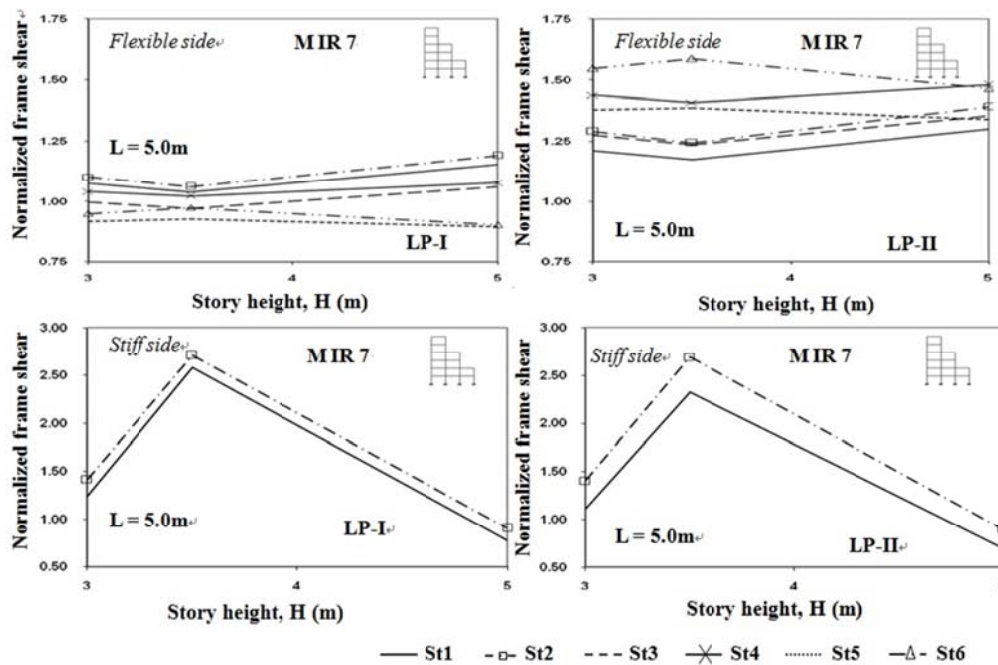 Normalized frame shear
1.75
1.50
1.25
1.00
0.75
Flexible side
M IR 7
L = 5.0m
LP-I
3
4
5
Story height, H (m)
Normalized frame shear
1.75
1.50
1.25
1.00
0.75
Flexible side
M IR 7
L = 5.0m
LP-II
3
4
5
Story height, H (m)
Normalized frame shear
3.00
2.50
2.00
1.50
1.00
0.50
Stiff side
M IR 7
L = 5.0m
LP-I
3
4
5
Story height, H (m)
Normalized frame shear
3.00
2.50
2.00
1.50
1.00
0.50
Stiff side
M IR 7
L = 5.0m
LP-II
3
4
5
Story height, H (m)
St1
St2
St3
St4
St5
St6